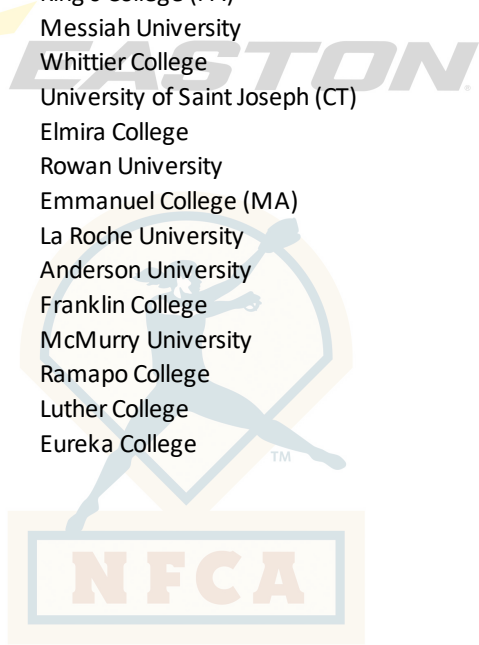 Messiah University
EASTON
Whittier College
University of Saint Joseph (CT)
Elmira College
Rowan University
Emmanuel College (MA)
La Roche University
Anderson University
Franklin College
McMurry University
Ramapo College
Luther College
Eureka College
TM
NFCA